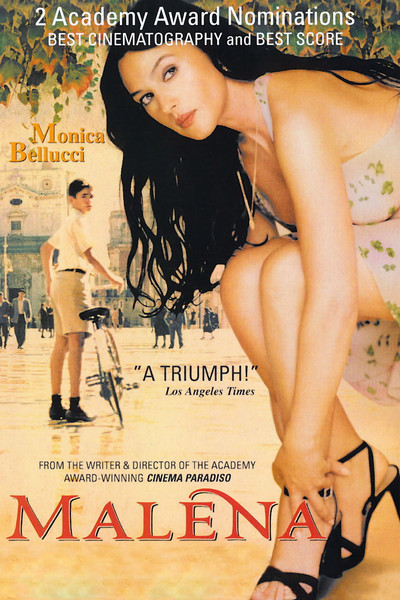 2 Academy Award Nominations
BEST CINEMATOGRAPHY and BEST SCORE
Monica
Bellucci
"A TRIUMPH!"
Los Angeles Times
FROM THE WRITER & DIRECTOR OF THE ACADEMY
AWARD-WINNING CINEMA PARADISO
MALÈNA